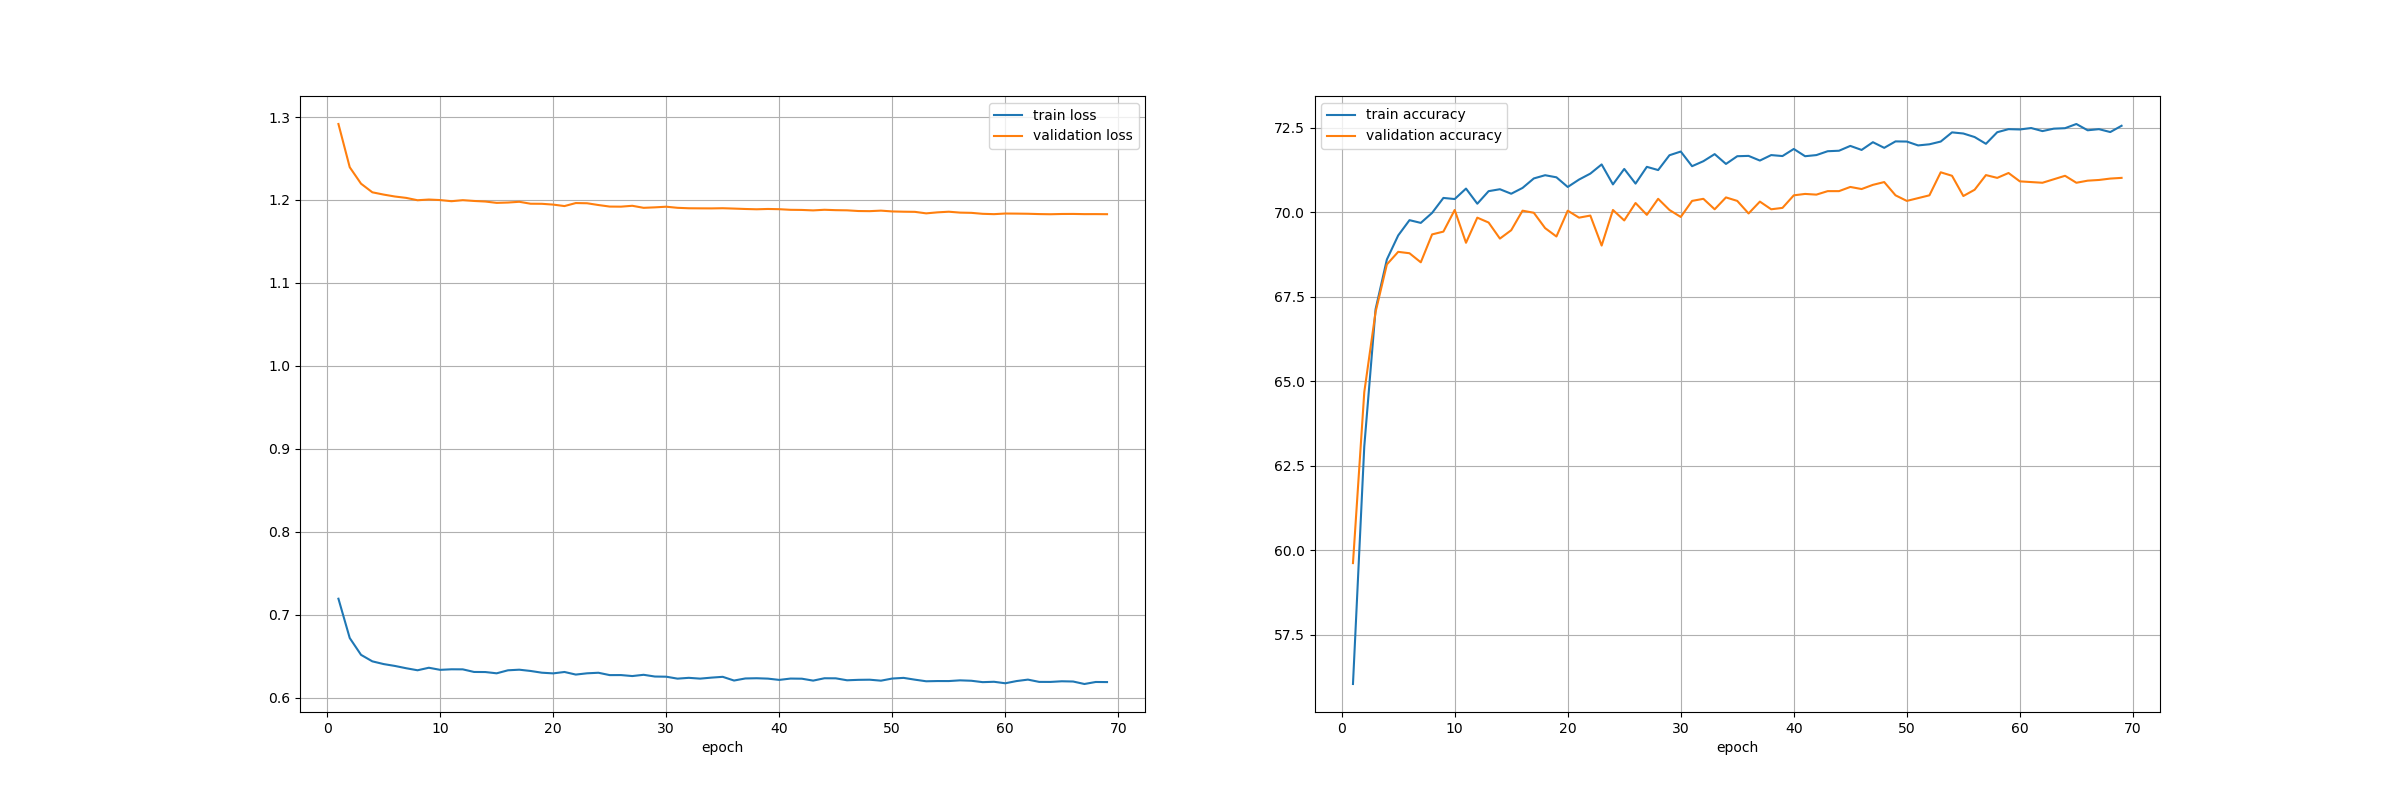 1.3
1.2
1.1
1.0
0.9
0.8
0.7
0.6
0 10 20 30 40 50 60 70
epoch
train loss
validation loss
72.5
70.0
67.5
65.0
62.5
60.0
57.5
0 10 20 30 40 50 60 70
epoch
train accuracy
validation accuracy